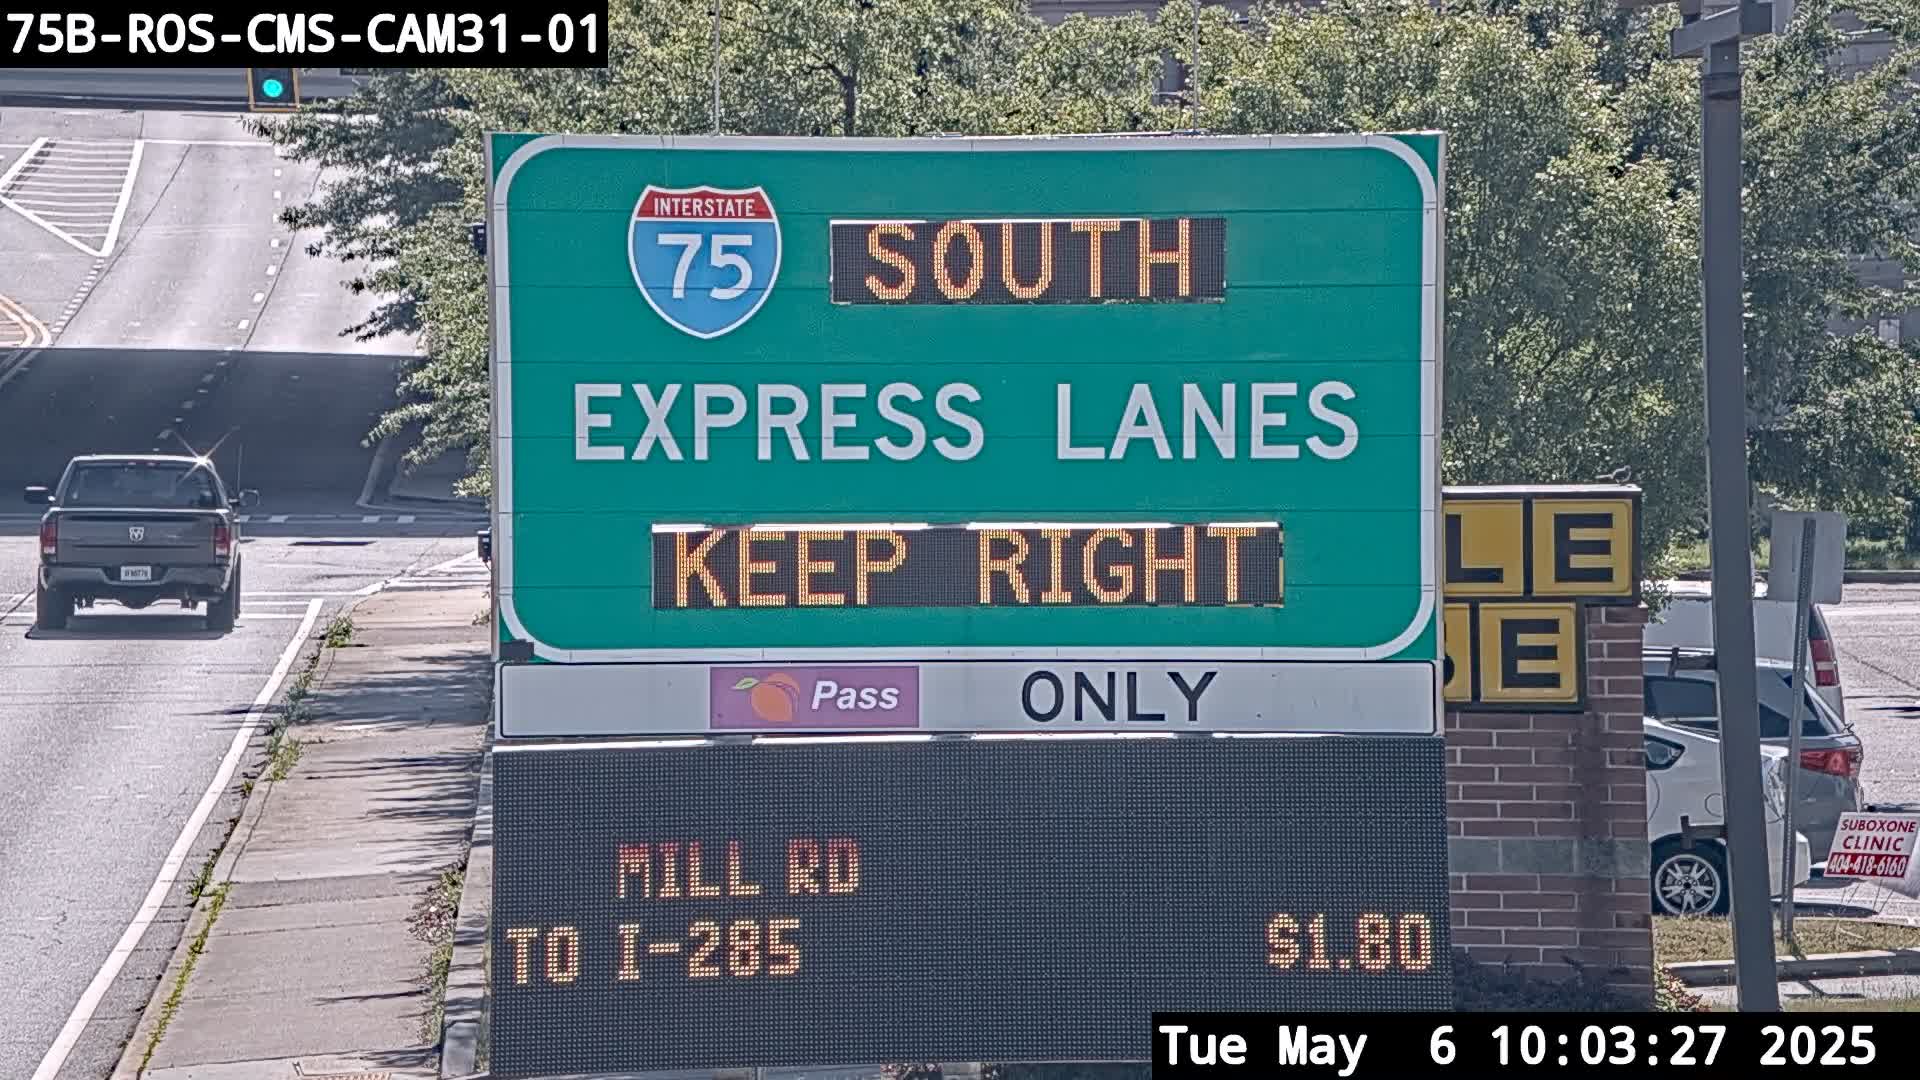 75B-ROS-CMS-CAM31-01
INTERSTATE
75
SOUTH
EXPRESS LANES
KEEP RIGHT
Pass ONLY
MILL RD
TO I-285 $1.80
LE
E
SUBOXONE
CLINIC
404-418-6160
Tue May 6 10:03:27 2025